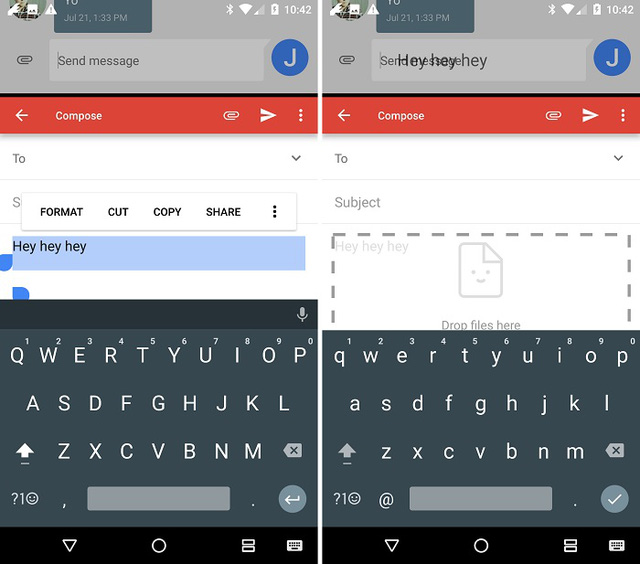 Yo
Jul 21, 1:33 PM
10:42
Send message
J
Compose
To
S
FORMAT CUT COPY SHARE
Hey hey hey
1 2 3 4 5 6 7 8 9 0
Q W E R T Y U I O P
A S D F G H J K L
Z X C V B N M
?1☺ , .
Yo
Jul 21, 1:33 PM
10:42
Send message
Hey hey hey
J
Compose
To
Subject
Hey hey hey
Drop files here
1 2 3 4 5 6 7 8 9 0
q w e r t y u i o p
a s d f g h j k l
z x c v b n m
?1☺ @ .